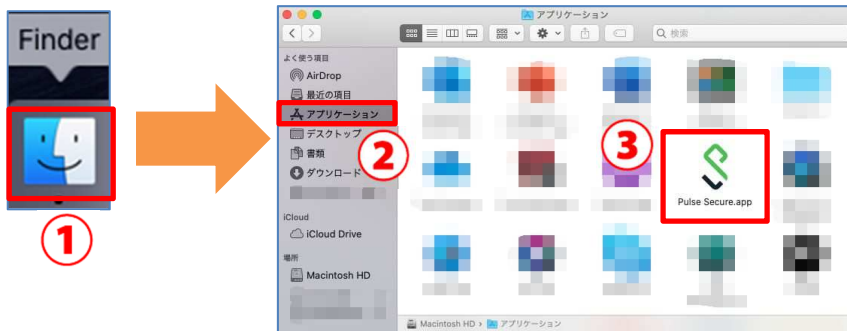 Finder
①
アプリケーション
検索
よく使う項目
AirDrop
最近の項目
アプリケーション
デスクトップ
書類
ダウンロード
②
③
Pulse Secure.app
iCloud
iCloud Drive
場所
Macintosh HD
Macintosh HD › アプリケーション